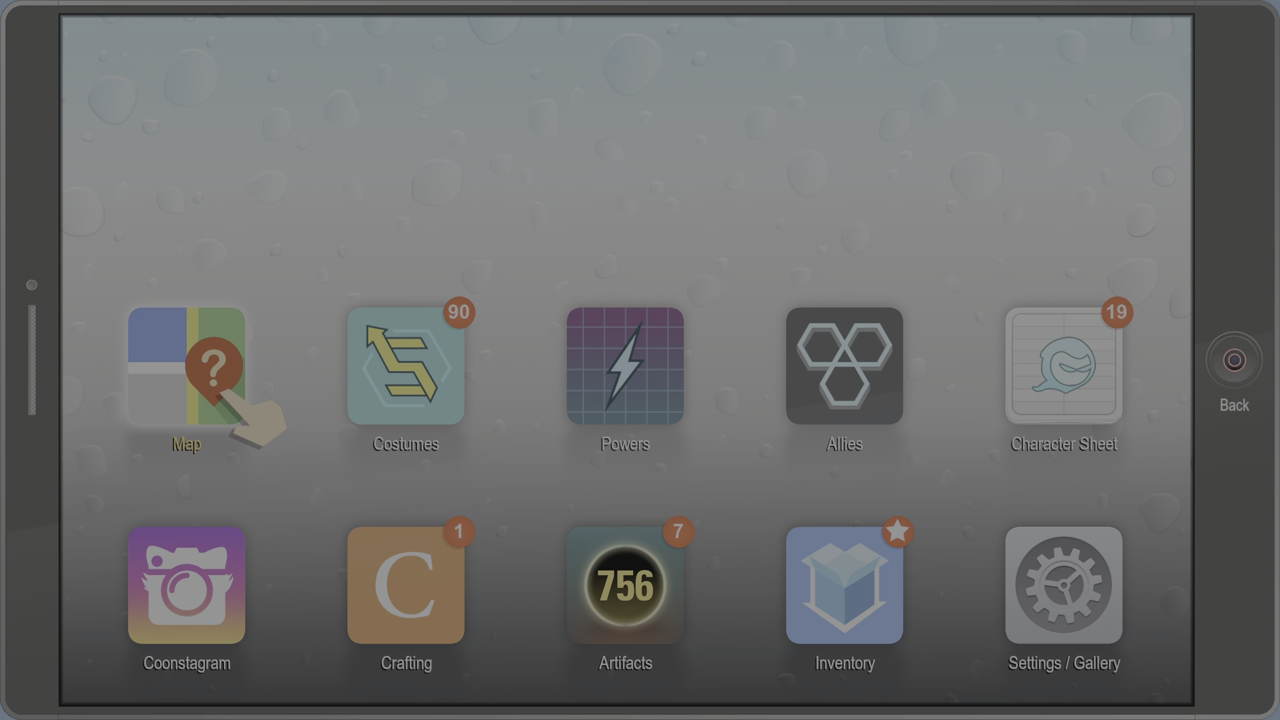 90
19
?
Map
Costumes
Powers
Allies
Character Sheet
Back
1
7
C
756
Coonstagram
Crafting
Artifacts
Inventory
Settings / Gallery